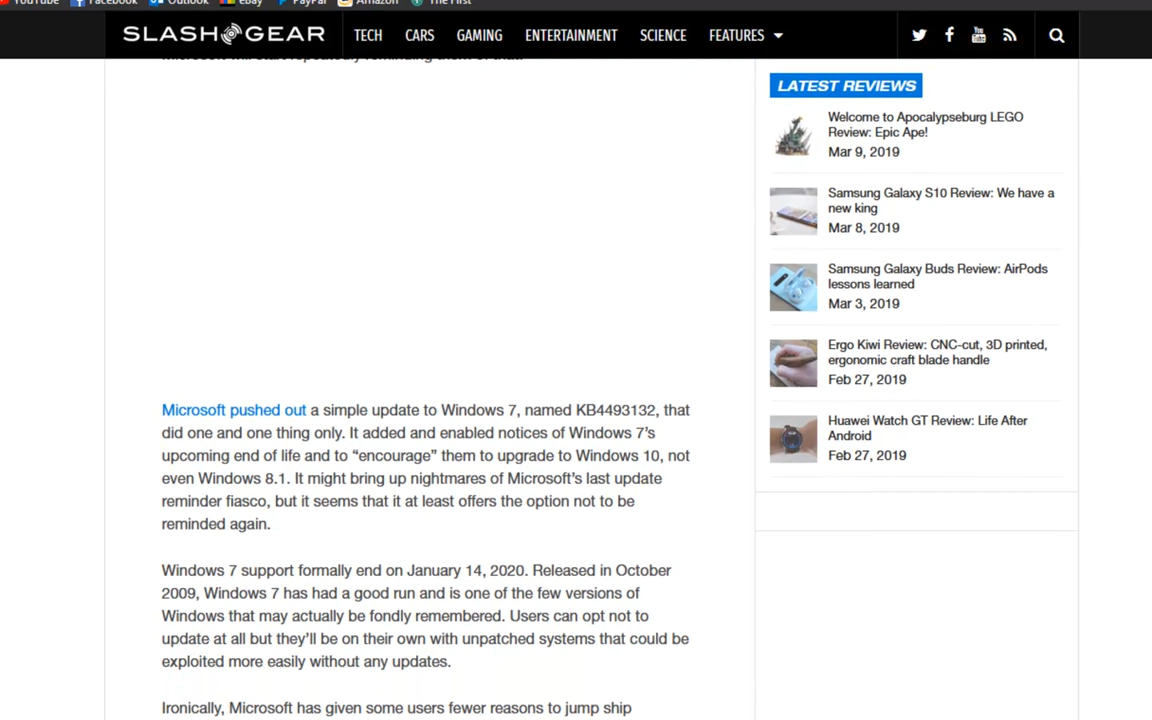 YouTube Facebook Outlook eBay PayPal Amazon The First
SLASH GEAR TECH CARS GAMING ENTERTAINMENT SCIENCE FEATURES
Microsoft will start repeatedly reminding them of that.
Microsoft pushed out a simple update to Windows 7, named KB4493132, that
did one and one thing only. It added and enabled notices of Windows 7's
upcoming end of life and to “encourage” them to upgrade to Windows 10, not
even Windows 8.1. It might bring up nightmares of Microsoft's last update
reminder fiasco, but it seems that it at least offers the option not to be
reminded again.
Windows 7 support formally end on January 14, 2020. Released in October
2009, Windows 7 has had a good run and is one of the few versions of
Windows that may actually be fondly remembered. Users can opt not to
update at all but they'll be on their own with unpatched systems that could be
exploited more easily without any updates.
Ironically, Microsoft has given some users fewer reasons to jump ship
LATEST REVIEWS
Welcome to Apocalypseburg LEGO
Review: Epic Ape!
Mar 9, 2019
Samsung Galaxy S10 Review: We have a
new king
Mar 8, 2019
Samsung Galaxy Buds Review: AirPods
lessons learned
Mar 3, 2019
Ergo Kiwi Review: CNC-cut, 3D printed,
ergonomic craft blade handle
Feb 27, 2019
Huawei Watch GT Review: Life After
Android
Feb 27, 2019